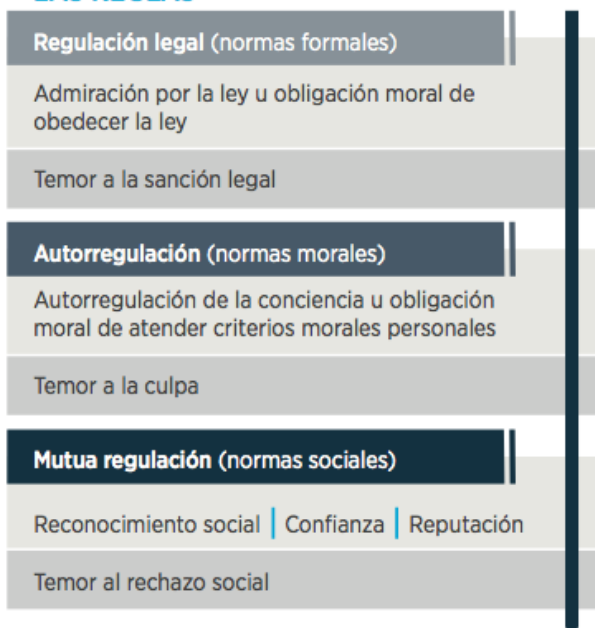 Regulación legal (normas formales)
Admiración por la ley u obligación moral de
obedecer la ley
Temor a la sanción legal
Autorregulación (normas morales)
Autorregulación de la conciencia u obligación
moral de atender criterios morales personales
Temor a la culpa
Mutua regulación (normas sociales)
Reconocimiento social | Confianza | Reputación
Temor al rechazo social